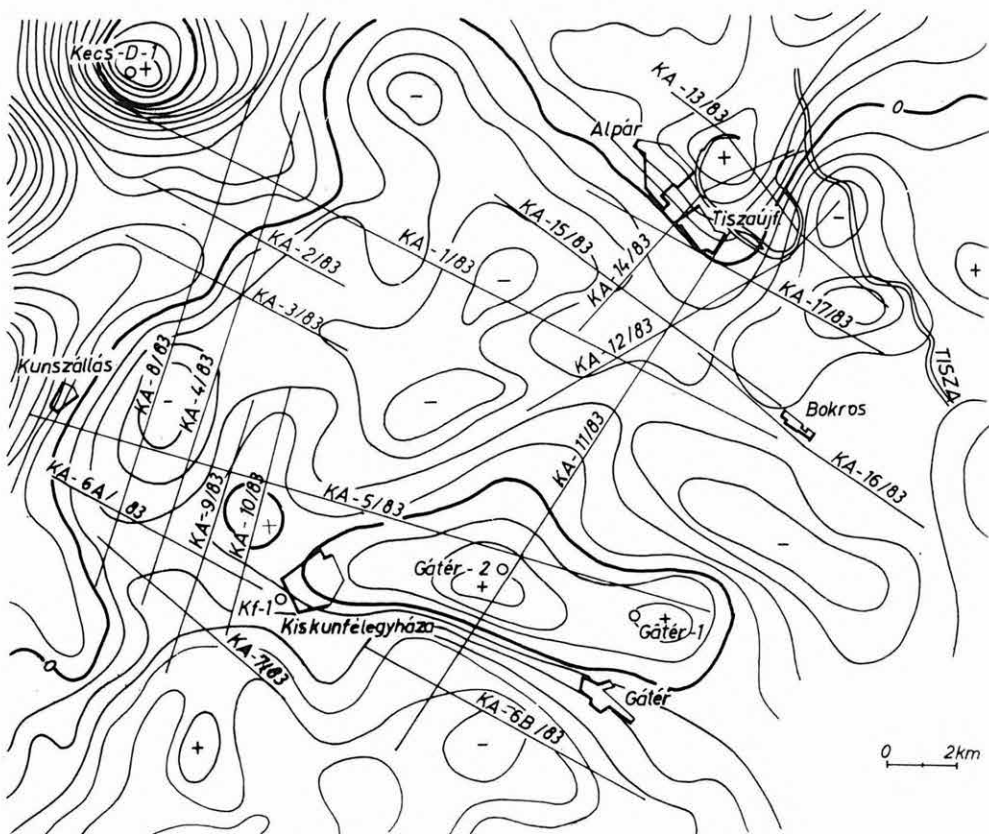 Kecs-D-1
+
KA-13/83
Alpár
0
-
+
Tiszaújf.
-
KA-2/83
KA-1/83
KA-15/83
KA-14/83
-
+
KA-3/83
KA-17/83
KA-12/83
TISZA
Kunszállás
KA-8/83
KA-4/83
-
-
Bokros
KA-11/83
KA-16/83
KA-6A/83
KA-9/83
KA-10/83
KA-5/83
+
-
Gátér-2
+
Kf-1
Kiskunfélegyháza
+
Gátér-1
0
KA-7/83
Gátér
KA-6B/83
+
-
0 2km